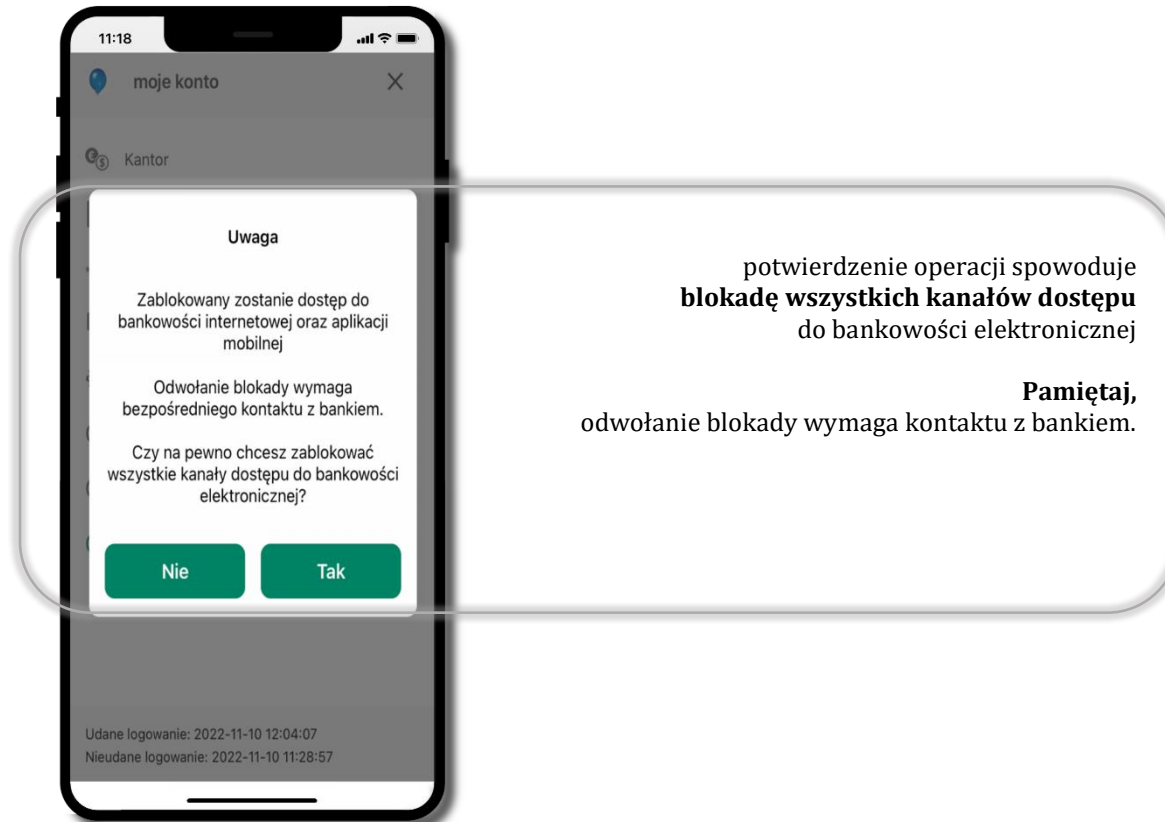 11:18
moje konto
Kantor
Uwaga
Zablokowany zostanie dostęp do
bankowości internetowej oraz aplikacji
mobilnej
Odwołanie blokady wymaga
bezpośredniego kontaktu z bankiem.
Czy na pewno chcesz zablokować
wszystkie kanały dostępu do bankowości
elektronicznej?
Nie
Tak
Udane logowanie: 2022-11-10 12:04:07
Nieudane logowanie: 2022-11-10 11:28:57
potwierdzenie operacji spowoduje
blokadę wszystkich kanałów dostępu
do bankowości elektronicznej
Pamiętaj,
odwołanie blokady wymaga kontaktu z bankiem.